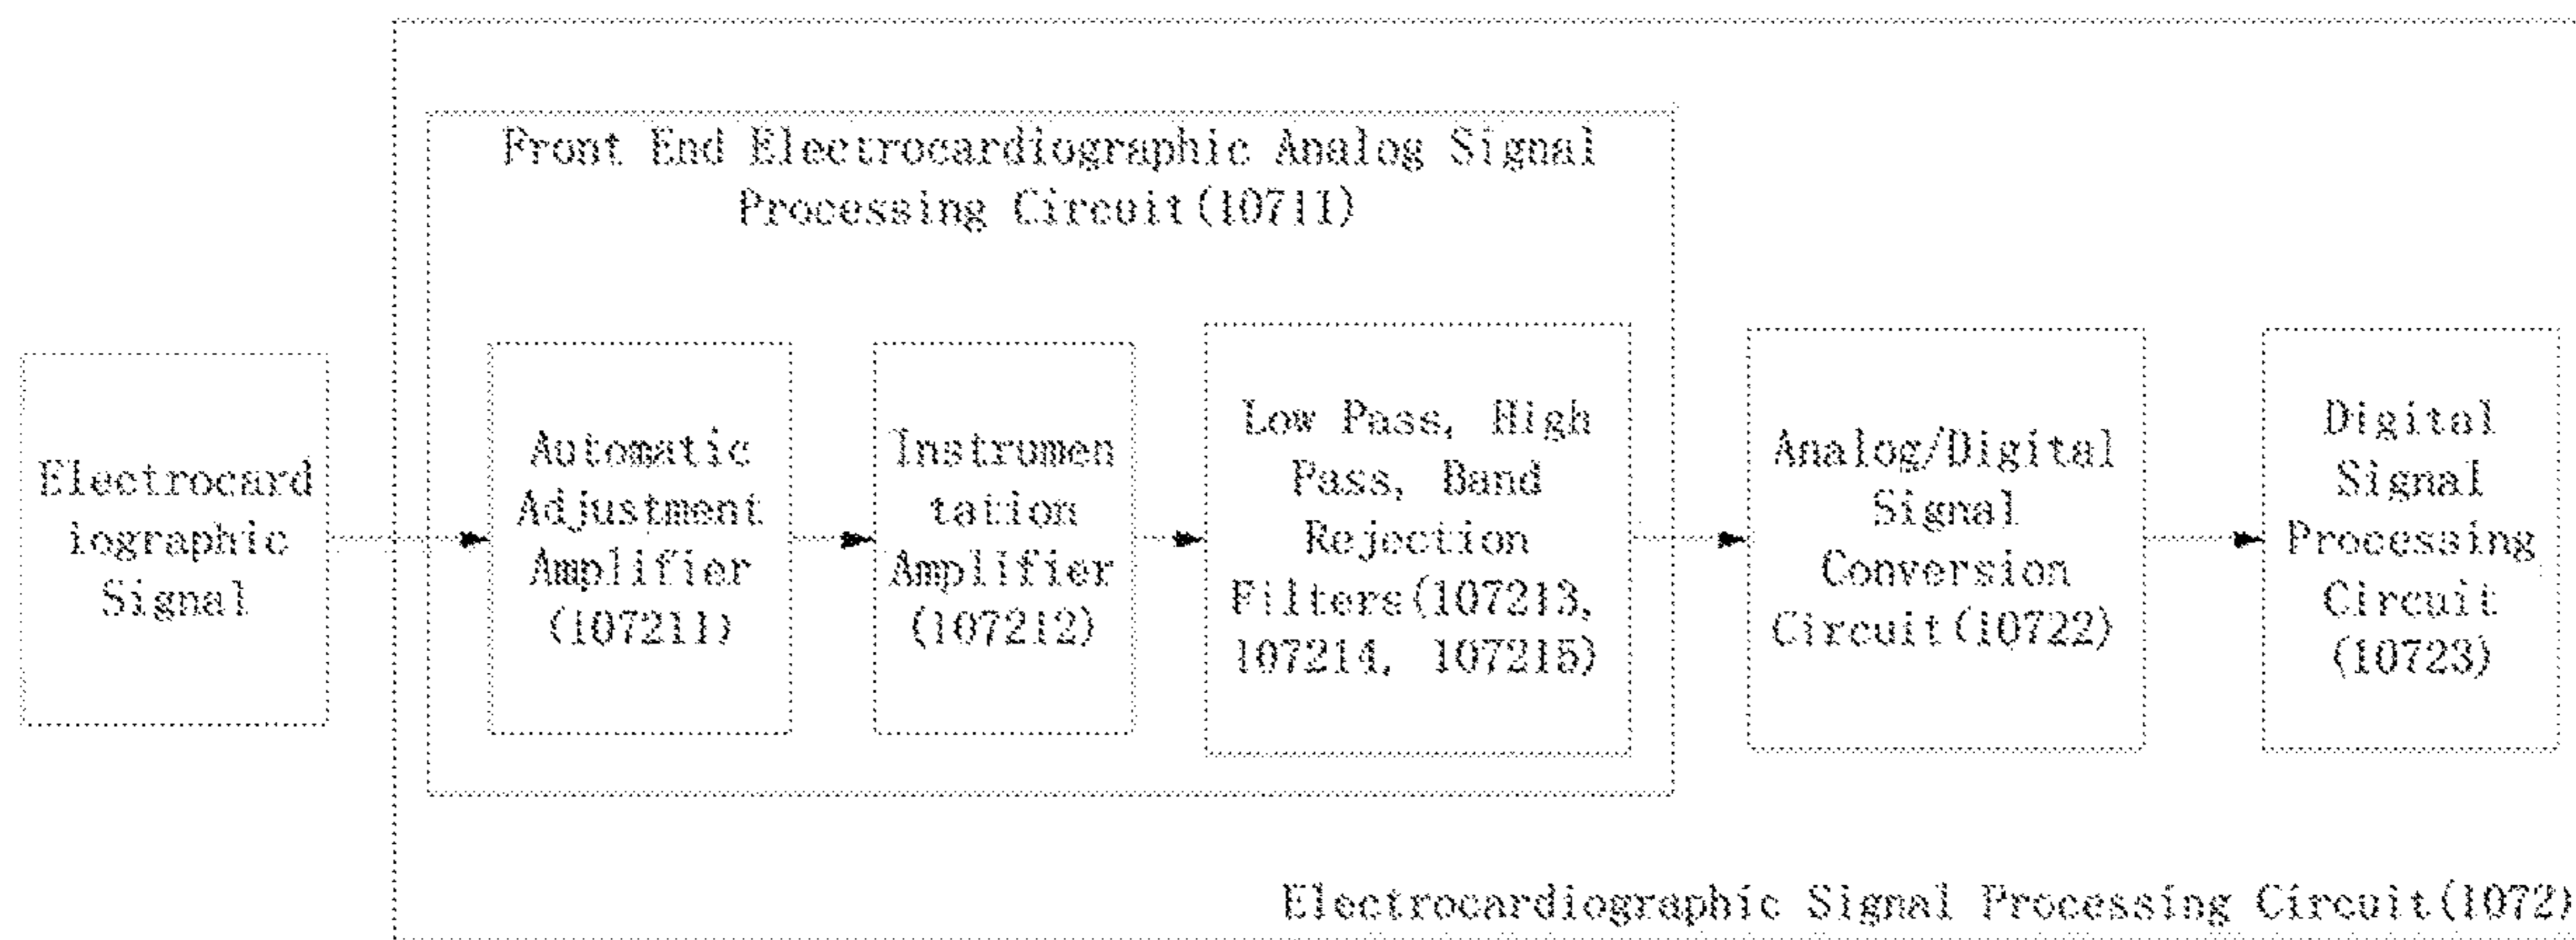 Front End Electrocardiographic Analog Signal
Processing Circuit(10711)
Electrocard
iographic
Signal
Automatic
Adjustment
Amplifier
(107211)
Instrumen
tation
Amplifier
(107212)
Low Pass, High
Pass, Band
Rejection
Filters(107213,
107214, 107215)
Analog/Digital
Signal
Conversion
Circuit(10722)
Digital
Signal
Processing
Circuit
(10723)
Electrocardiographic Signal Processing Circuit(1072)